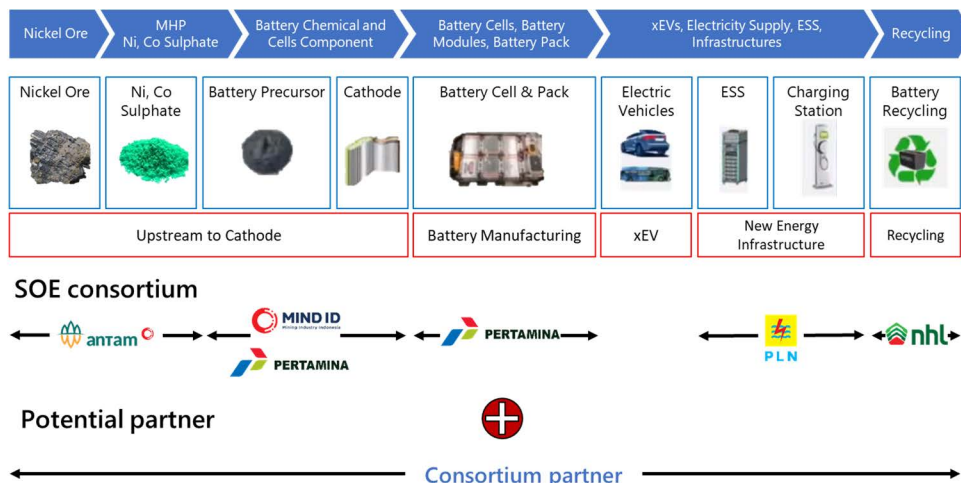 Nickel Ore
MHP
Ni, Co Sulphate
Battery Chemical and
Cells Component
Battery Cells, Battery
Modules, Battery Pack
xEVs, Electricity Supply, ESS,
Infrastructures
Recycling
Nickel Ore
Ni, Co
Sulphate
Battery Precursor
Cathode
Battery Cell & Pack
Electric
Vehicles
ESS
Charging
Station
Battery
Recycling
Upstream to Cathode
Battery Manufacturing
xEV
New Energy
Infrastructure
Recycling
SOE consortium
antam
MIND ID
Mining Industry Indonesia
PERTAMINA
PERTAMINA
PLN
nhl
Potential partner
Consortium partner